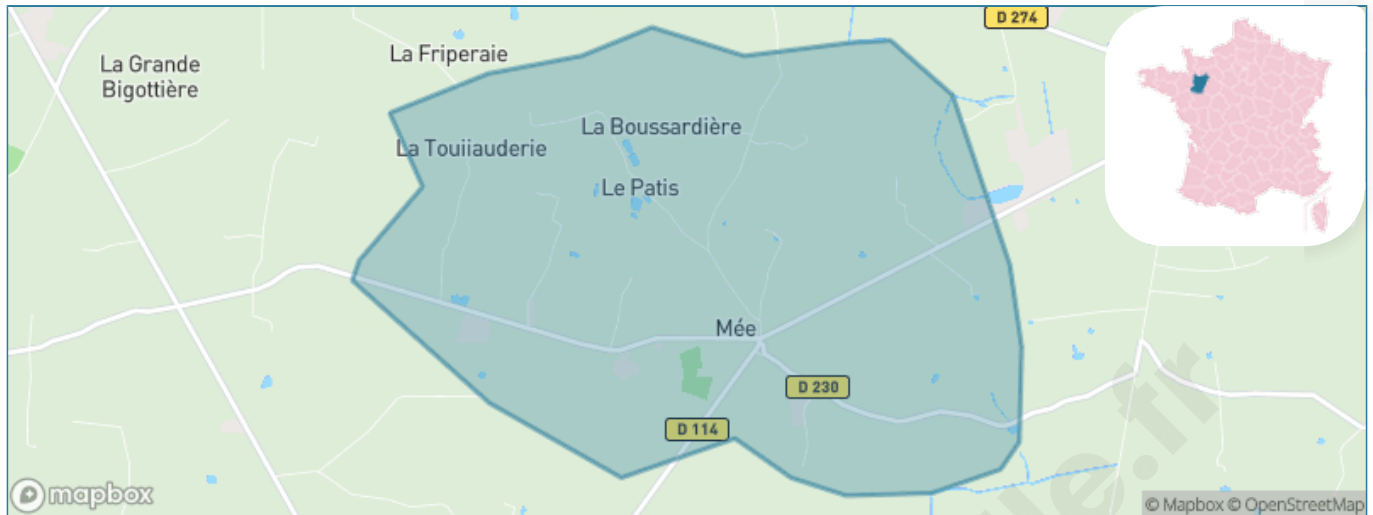 D 274
La Friperaie
La Grande
Bigottière
La Boussardière
La Touiiauderie
Le Patis
Mée
D 230
D 114
mapbox
© Mapbox © OpenStreetMap